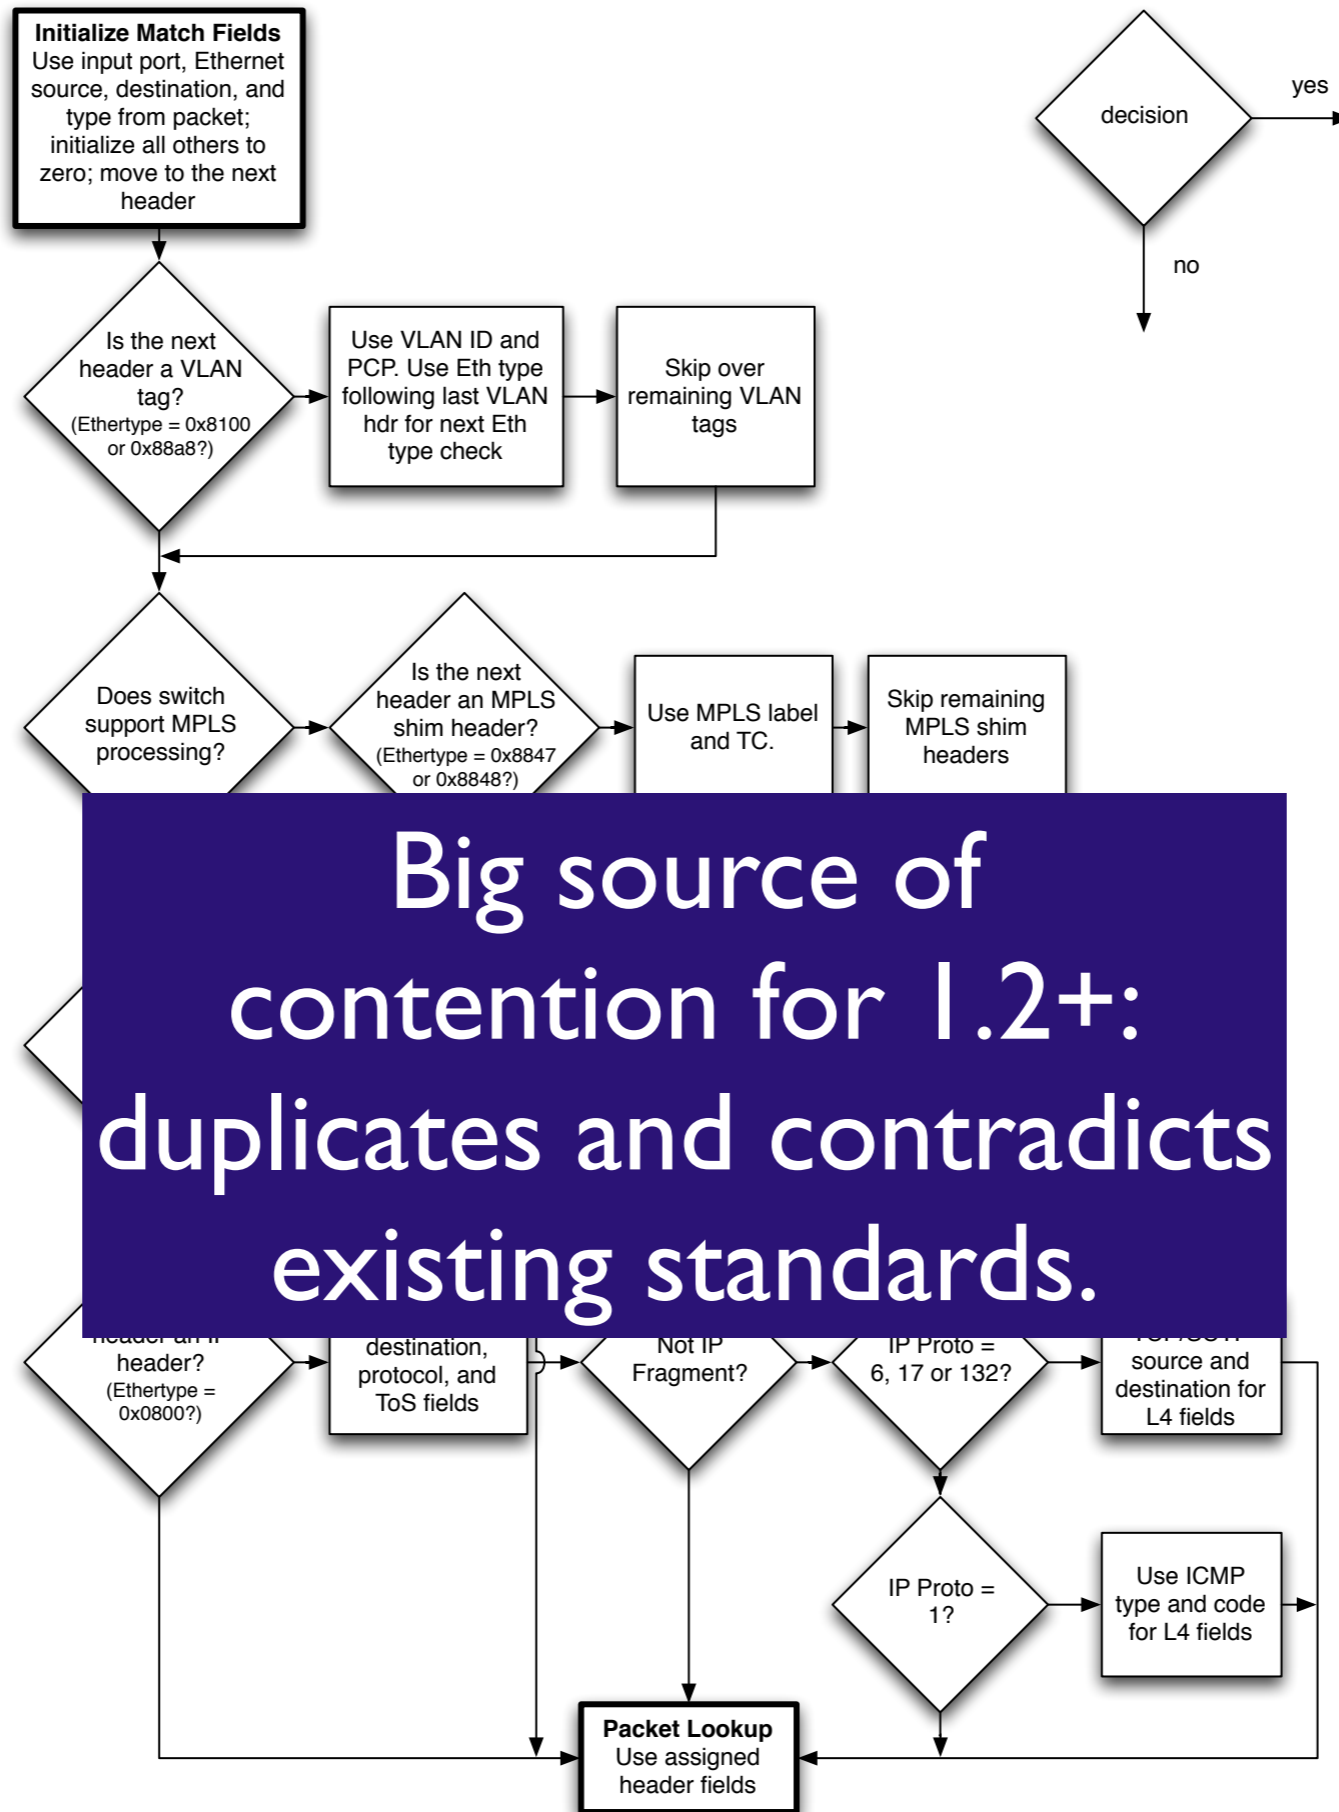 Initialize Match Fields
Use input port, Ethernet
source, destination, and
type from packet;
initialize all others to
zero; move to the next
header
decision
yes
no
Is the next
header a VLAN
tag?
(Ethertype = 0x8100
or 0x88a8?)
Use VLAN ID and
PCP. Use Eth type
following last VLAN
hdr for next Eth
type check
Skip over
remaining VLAN
tags
Does switch
support MPLS
processing?
Is the next
header an MPLS
shim header?
(Ethertype = 0x8847
or 0x8848?)
Use MPLS label
and TC.
Skip remaining
MPLS shim
headers
Big source of
contention for 1.2+:
duplicates and contradicts
existing standards.
header an IP
header?
(Ethertype =
0x0800?)
destination,
protocol, and
ToS fields
Not IP
Fragment?
IP Proto =
6, 17 or 132?
source and
destination for
L4 fields
IP Proto =
1?
Use ICMP
type and code
for L4 fields
Packet Lookup
Use assigned
header fields